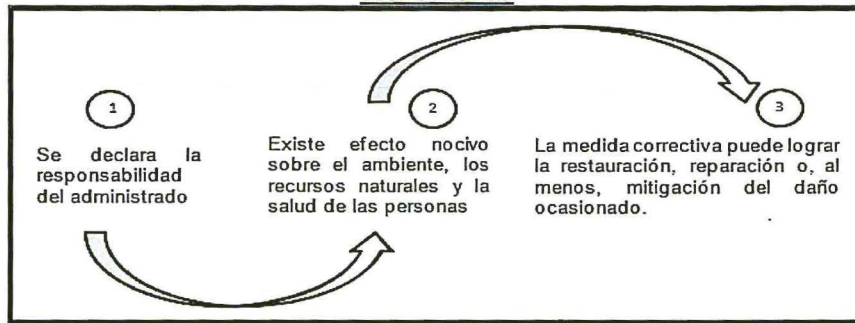 1
Se declara la
responsabilidad
del administrado
2
Existe efecto nocivo
sobre el ambiente, los
recursos naturales y la
salud de las personas
3
La medida correctiva puede lograr
la restauración, reparación o, al
menos, mitigación del daño
ocasionado.